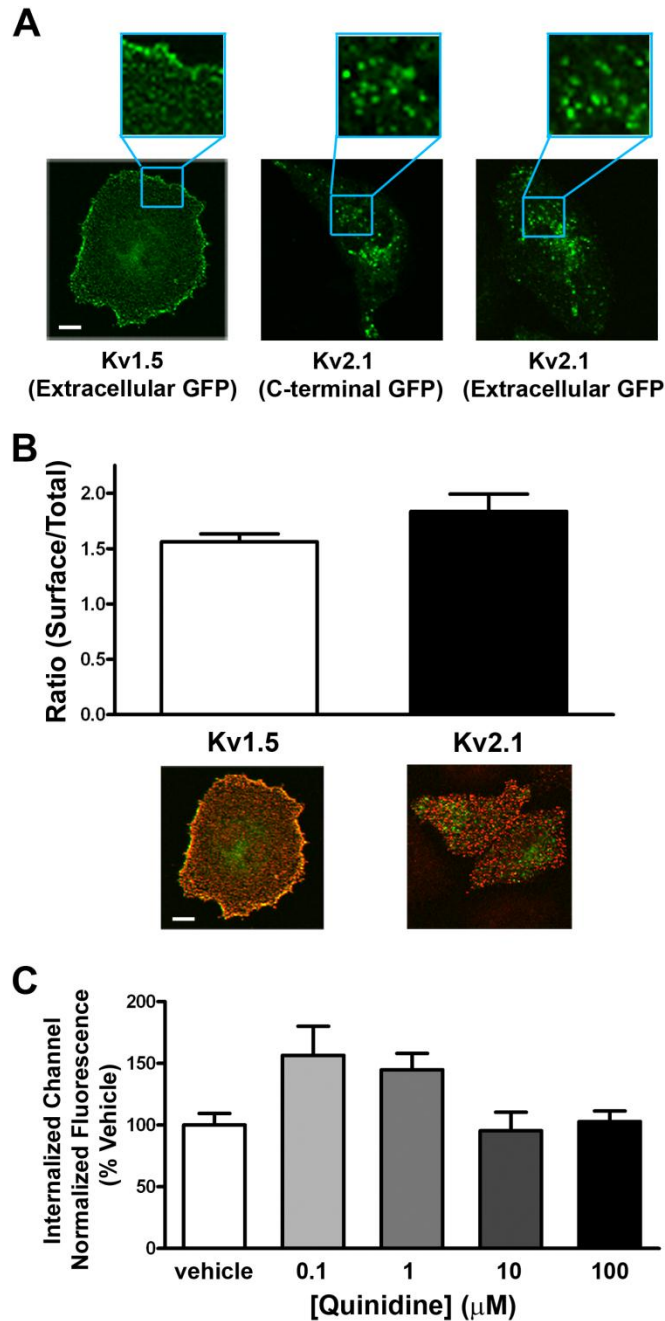 A
Kv1.5
(Extracellular GFP)
Kv2.1
(C-terminal GFP)
Kv2.1
(Extracellular GFP
B
Ratio (Surface/Total)
2.0
1.5
1.0
0.5
0.0
Kv1.5
Kv2.1
C
Internalized Channel
Normalized Fluorescence
(% Vehicle)
200
150
100
50
0
vehicle 0.1 1 10 100
[Quinidine] (μM)